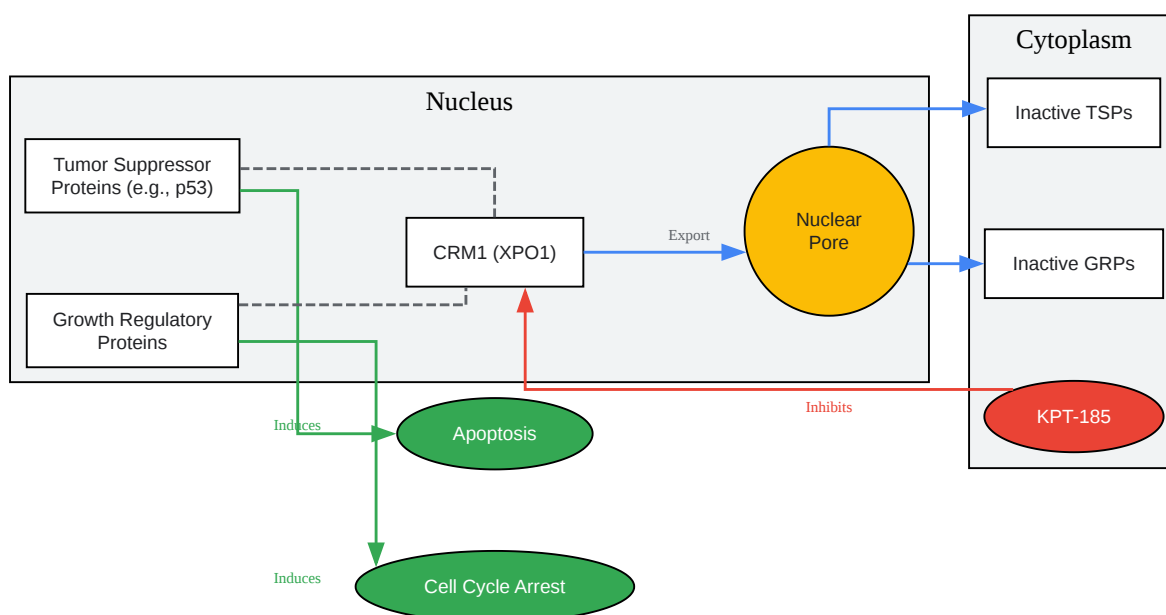 Cytoplasm
Nucleus
Inactive TSPs
Tumor Suppressor
Proteins (e.g., p53)
Nuclear
Pore
CRM1 (XPO1)
Export
Inactive GRPs
Growth Regulatory
Proteins
Inhibits
KPT-185
Induces
Apoptosis
Induces
Cell Cycle Arrest